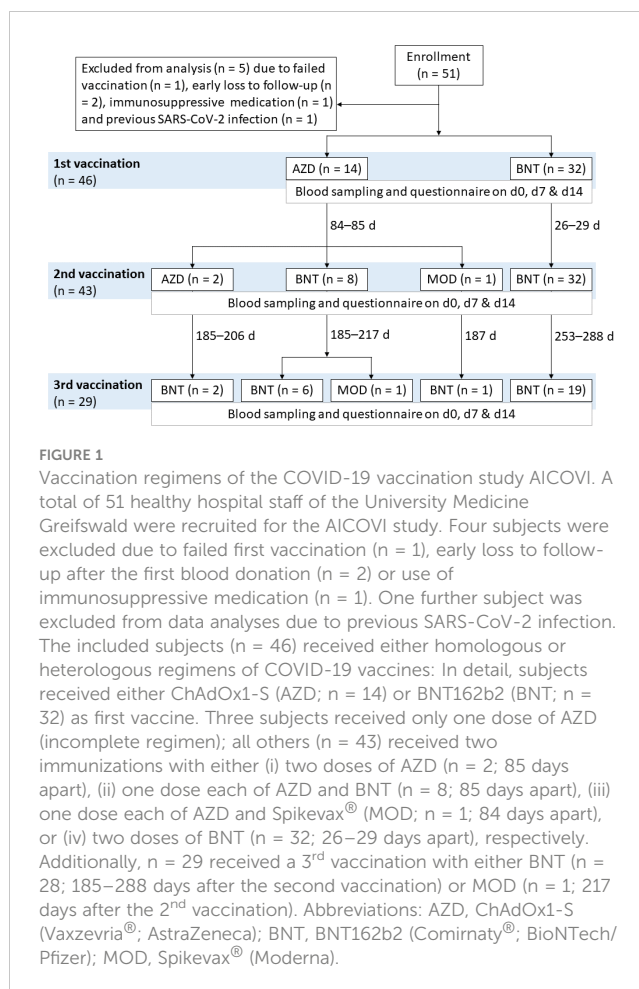 Enrollment
(n = 51)
Excluded from analysis (n = 5) due to failed
vaccination (n = 1), early loss to follow-up (n
= 2), immunosuppressive medication (n = 1)
and previous SARS-CoV-2 infection (n = 1)
1st vaccination
(n = 46)
AZD (n = 14)
BNT (n = 32)
Blood sampling and questionnaire on d0, d7 & d14
84–85 d
26–29 d
2nd vaccination
(n = 43)
AZD (n = 2)
BNT (n = 8)
MOD (n = 1)
BNT (n = 32)
Blood sampling and questionnaire on d0, d7 & d14
185–206 d
185–217 d
187 d
253–288 d
3rd vaccination
(n = 29)
BNT (n = 2)
BNT (n = 6)
MOD (n = 1)
BNT (n = 1)
BNT (n = 19)
Blood sampling and questionnaire on d0, d7 & d14
FIGURE 1
Vaccination regimens of the COVID-19 vaccination study AICOVI. A
total of 51 healthy hospital staff of the University Medicine
Greifswald were recruited for the AICOVI study. Four subjects were
excluded due to failed first vaccination (n = 1), early loss to follow-
up after the first blood donation (n = 2) or use of
immunosuppressive medication (n = 1). One further subject was
excluded from data analyses due to previous SARS-CoV-2 infection.
The included subjects (n = 46) received either homologous or
heterologous regimens of COVID-19 vaccines: In detail, subjects
received either ChAdOx1-S (AZD; n = 14) or BNT162b2 (BNT; n =
32) as first vaccine. Three subjects received only one dose of AZD
(incomplete regimen); all others (n = 43) received two
immunizations with either (i) two doses of AZD (n = 2; 85 days
apart), (ii) one dose each of AZD and BNT (n = 8; 85 days apart), (iii)
one dose each of AZD and Spikevax® (MOD; n = 1; 84 days apart),
or (iv) two doses of BNT (n = 32; 26–29 days apart), respectively.
Additionally, n = 29 received a 3rd vaccination with either BNT (n =
28; 185–288 days after the second vaccination) or MOD (n = 1; 217
days after the 2nd vaccination). Abbreviations: AZD, ChAdOx1-S
(Vaxzevria®; AstraZeneca); BNT, BNT162b2 (Comirnaty®; BioNTech/
Pfizer); MOD, Spikevax® (Moderna).